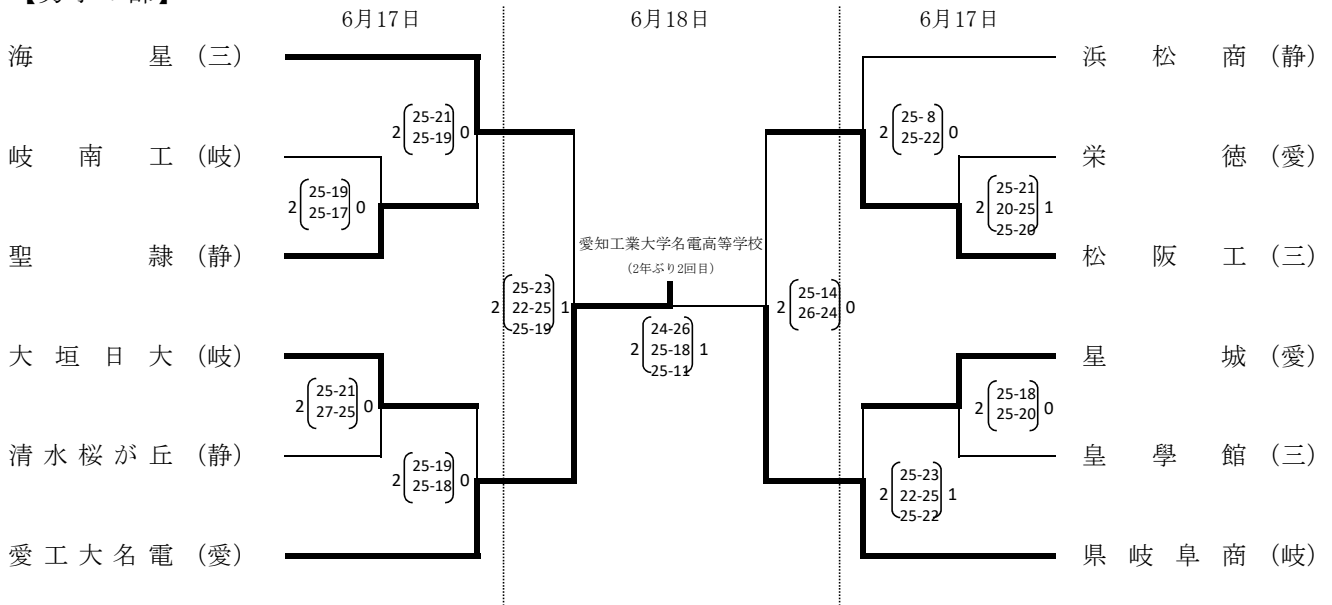 6月17日 6月18日 6月17日
海星 (三)
浜松商 (静)
2 25-21 0
25-19
2 25-8 0
25-22
岐南工 (岐)
栄徳 (愛)
2 25-19 0
25-17
2 25-21 1
20-25
25-20
聖隷 (静)
松阪工 (三)
愛知工業大学名電高等学校
(2年ぶり2回目)
2 25-23 1
22-25
25-19
2 24-26 1
25-18
25-11
2 25-14 0
26-24
大垣日大 (岐)
星城 (愛)
2 25-21 0
27-25
2 25-18 0
25-20
清水桜が丘 (静)
皇學館 (三)
2 25-19 0
25-18
2 25-23 1
22-25
25-22
愛工大名電 (愛)
県岐阜商 (岐)